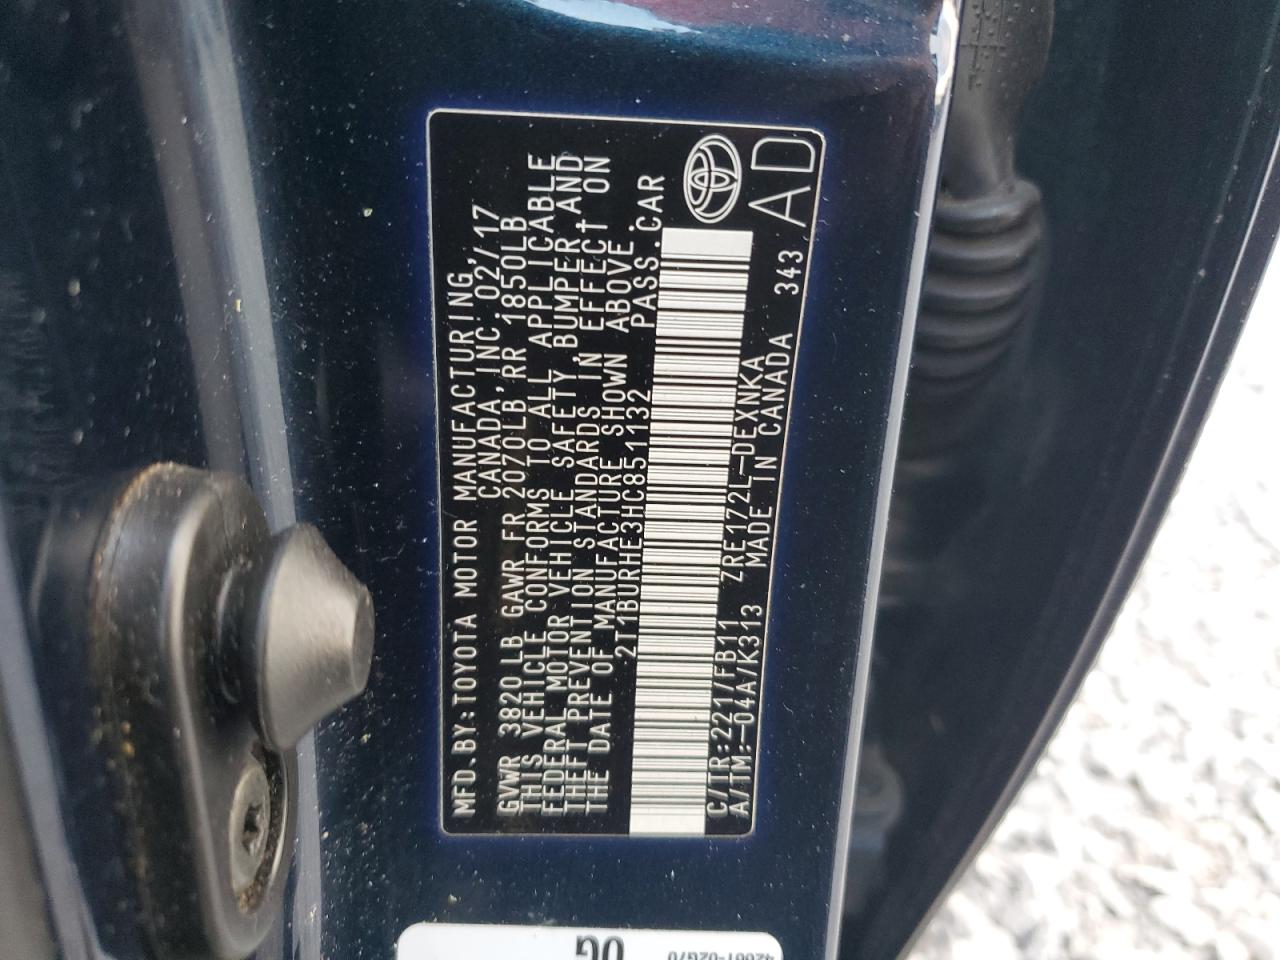 MFD.BY:TOYOTA MOTOR MANUFACTURING,
CANADA,INC.02/17
GVWR 3820LB GAWR FR 2070LB RR 1850LB
THIS VEHICLE CONFORMS TO ALL APPLICABLE
FEDERAL MOTOR VEHICLE SAFETY,BUMPER,AND
THEFT PREVENTION STANDARDS IN EFFECT ON
THE DATE OF MANUFACTURE SHOWN ABOVE.
2T1BURHE3HC851132 PASS.CAR
C/TR:221/FB11 ZRE172L-DEXNKA 343
A/TM:-04A/K313 MADE IN CANADA
AD